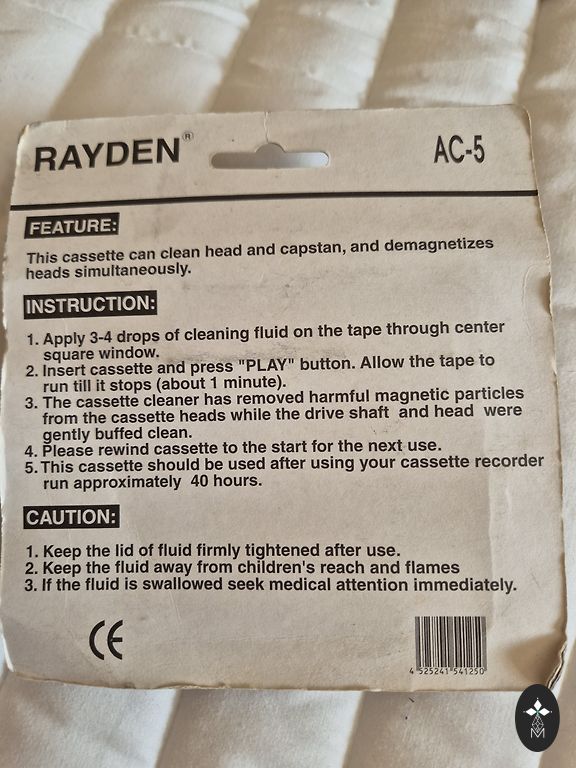 RAYDEN®
AC-5
FEATURE:
This cassette can clean head and capstan, and demagnetizes
heads simultaneously.
INSTRUCTION:
1. Apply 3-4 drops of cleaning fluid on the tape through center
square window.
2. Insert cassette and press "PLAY" button. Allow the tape to
run till it stops (about 1 minute).
3. The cassette cleaner has removed harmful magnetic particles
from the cassette heads while the drive shaft and head were
gently buffed clean.
4. Please rewind cassette to the start for the next use.
5. This cassette should be used after using your cassette recorder
run approximately 40 hours.
CAUTION:
1. Keep the lid of fluid firmly tightened after use.
2. Keep the fluid away from children's reach and flames
3. If the fluid is swallowed seek medical attention immediately.
CE
4 525241 541250
M